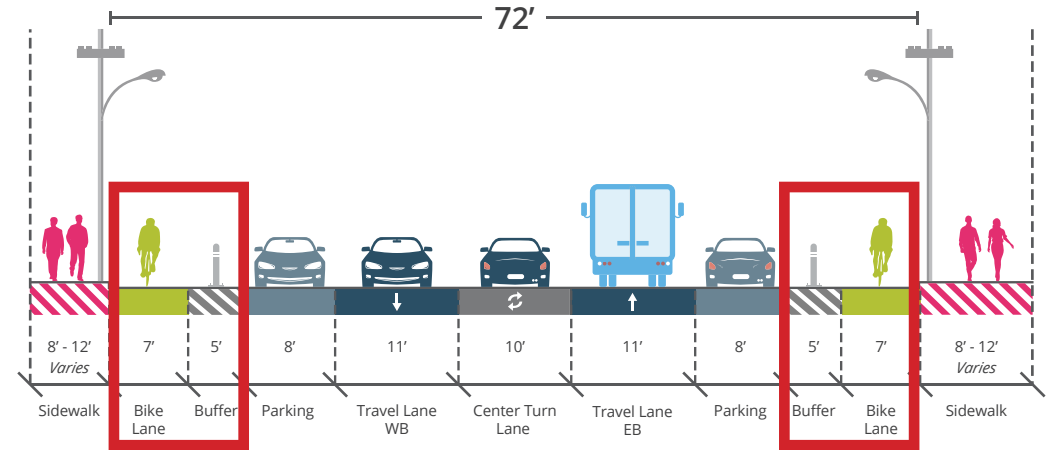 72’
8’ - 12’ 7’ 5’ 8’ 11’ 10’ 11’ 8’ 5’ 7’ 8’ - 12’
Varies Varies
Sidewalk Bike Buffer Parking Travel Lane Center Turn Travel Lane Parking Buffer Bike Sidewalk
Lane WB Lane EB Lane